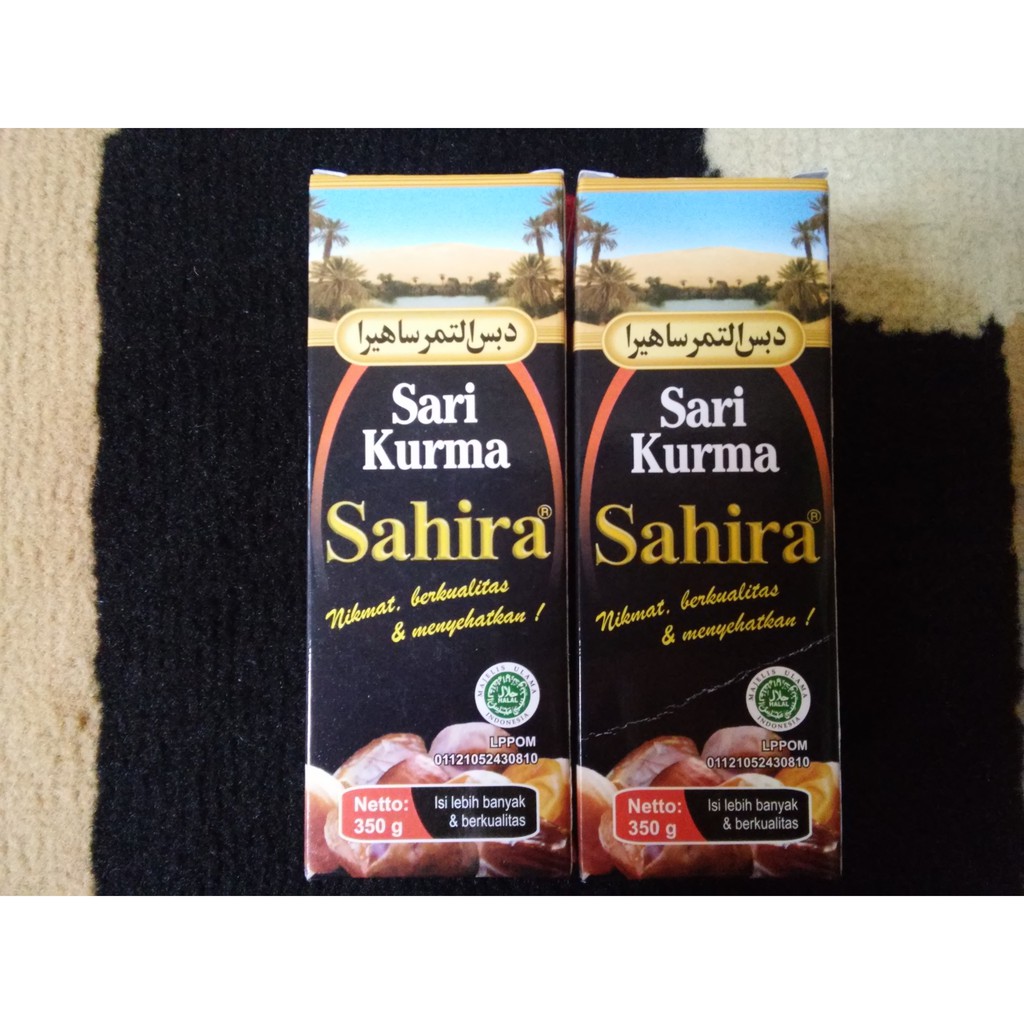 دبس التمر ساهيرا
Sari
Kurma
Sahira®
Nikmat, berkualitas
& menyehatkan !
MAJELIS ULAMA
حلال
HALAL
INDONESIA
LPPOM
01121052430810
Netto:
350 g
Isi lebih banyak
& berkualitas
دبس التمر ساهيرا
Sari
Kurma
Sahira®
Nikmat, berkualitas
& menyehatkan !
MAJELIS ULAMA
حلال
HALAL
INDONESIA
LPPOM
01121052430810
Netto:
350 g
Isi lebih banyak
& berkualitas